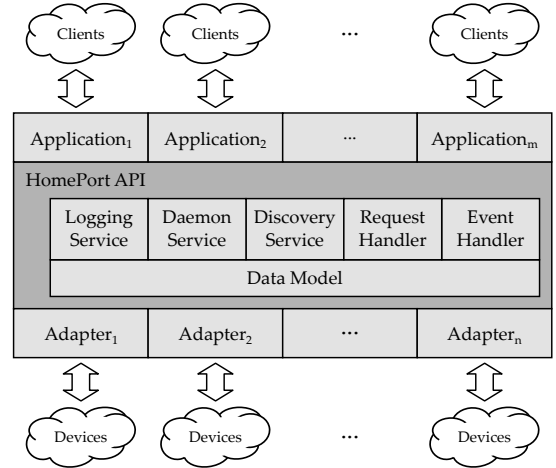 Clients Clients ... Clients
Application₁ Application₂ ... Applicationₘ
HomePort API
Logging Service Daemon Service Discovery Service Request Handler Event Handler
Data Model
Adapter₁ Adapter₂ ... Adapterₙ
Devices Devices ... Devices